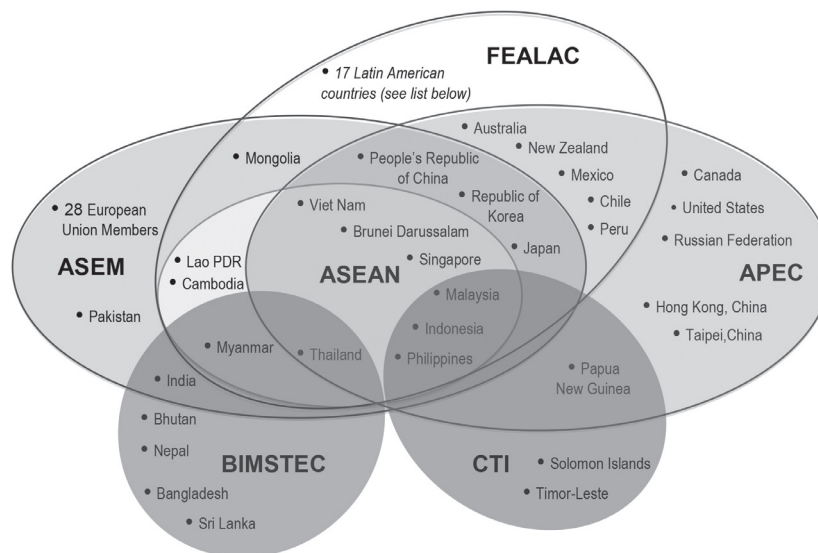 FEALAC
• 17 Latin American
countries (see list below)
• Australia
• New Zealand
• Mexico
• Chile
• Peru
• Canada
• United States
• Russian Federation
APEC
• Hong Kong, China
• Taipei,China
• Mongolia
• People's Republic
of China
• Republic of
Korea
• Japan
• 28 European
Union Members
ASEM
• Pakistan
• Viet Nam
• Brunei Darussalam
• Singapore
ASEAN
• Lao PDR
• Cambodia
• Malaysia
• Indonesia
• Philippines
• Myanmar
• Thailand
• India
• Bhutan
• Nepal
BIMSTEC
• Bangladesh
• Sri Lanka
• Papua
New Guinea
CTI
• Solomon Islands
• Timor-Leste